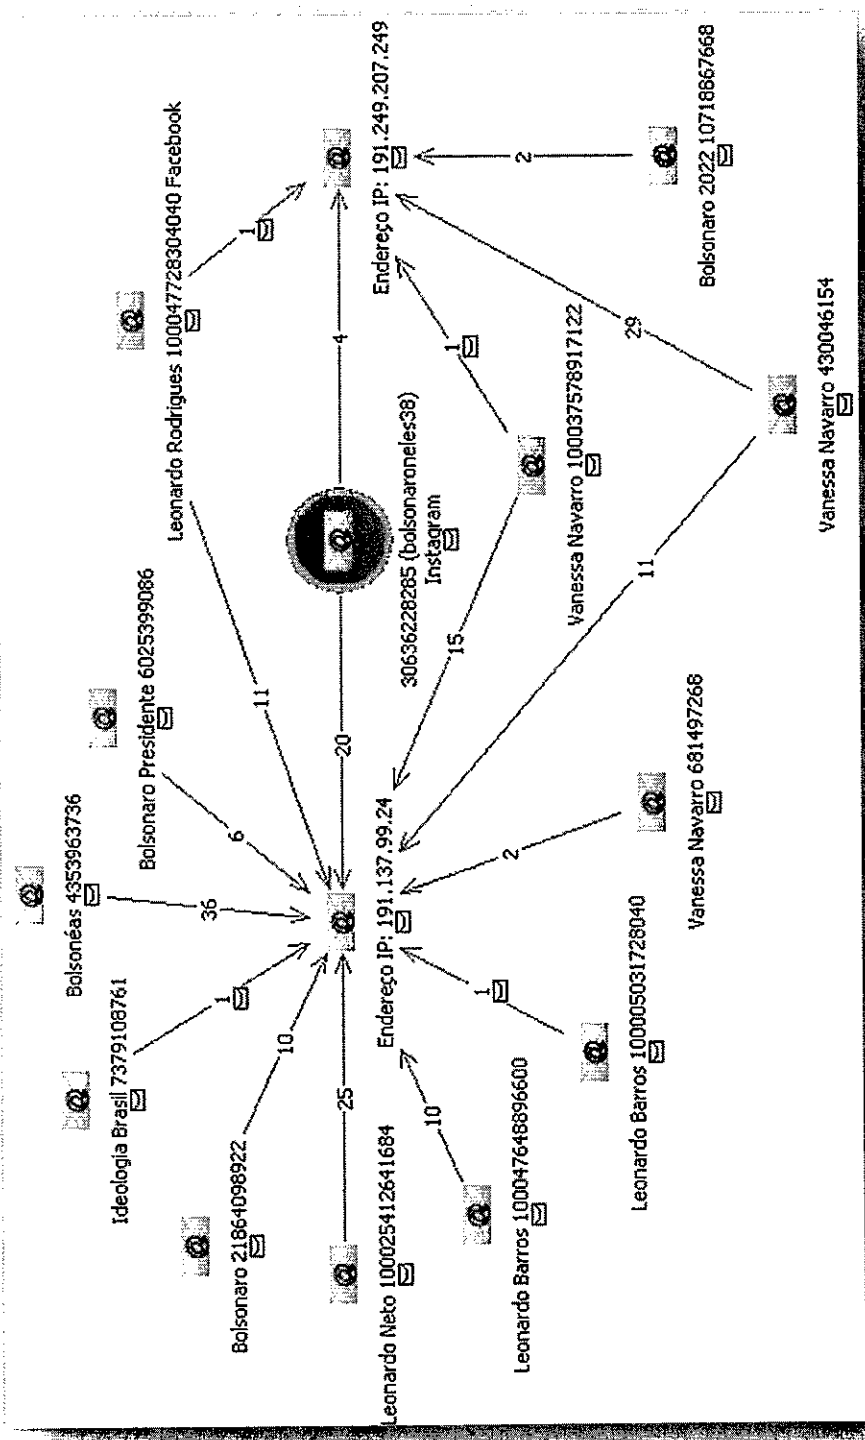 Bolsonéas 4353963736
Ideologia Brasil 7379108761
Bolsonaro Presidente 6025399086
Leonardo Rodrigues 100047728304040 Facebook
Bolsonaro 21864098922
1
36
6
11
1
10
Leonardo Neto 100025412641684
25
Endereço IP: 191.137.99.24
20
30636228285 (bolsonaroneles38)
Instagram
4
Endereço IP: 191.249.207.249
10
1
2
15
11
1
29
2
Leonardo Barros 100047648896600
Leonardo Barros 100005031728040
Vanessa Navarro 681497268
Vanessa Navarro 100037578917122
Vanessa Navarro 430046154
Bolsonaro 2022 10718867668